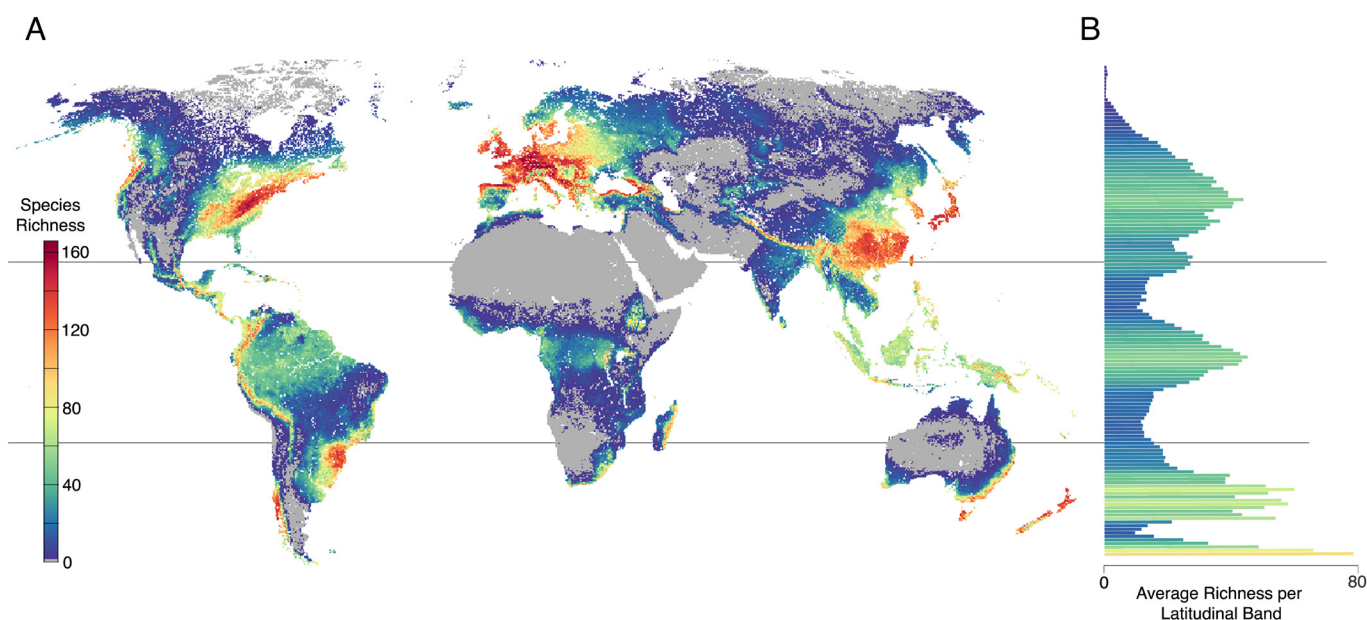 A
B
Species
Richness
160
120
80
40
0
0
80
Average Richness per
Latitudinal Band